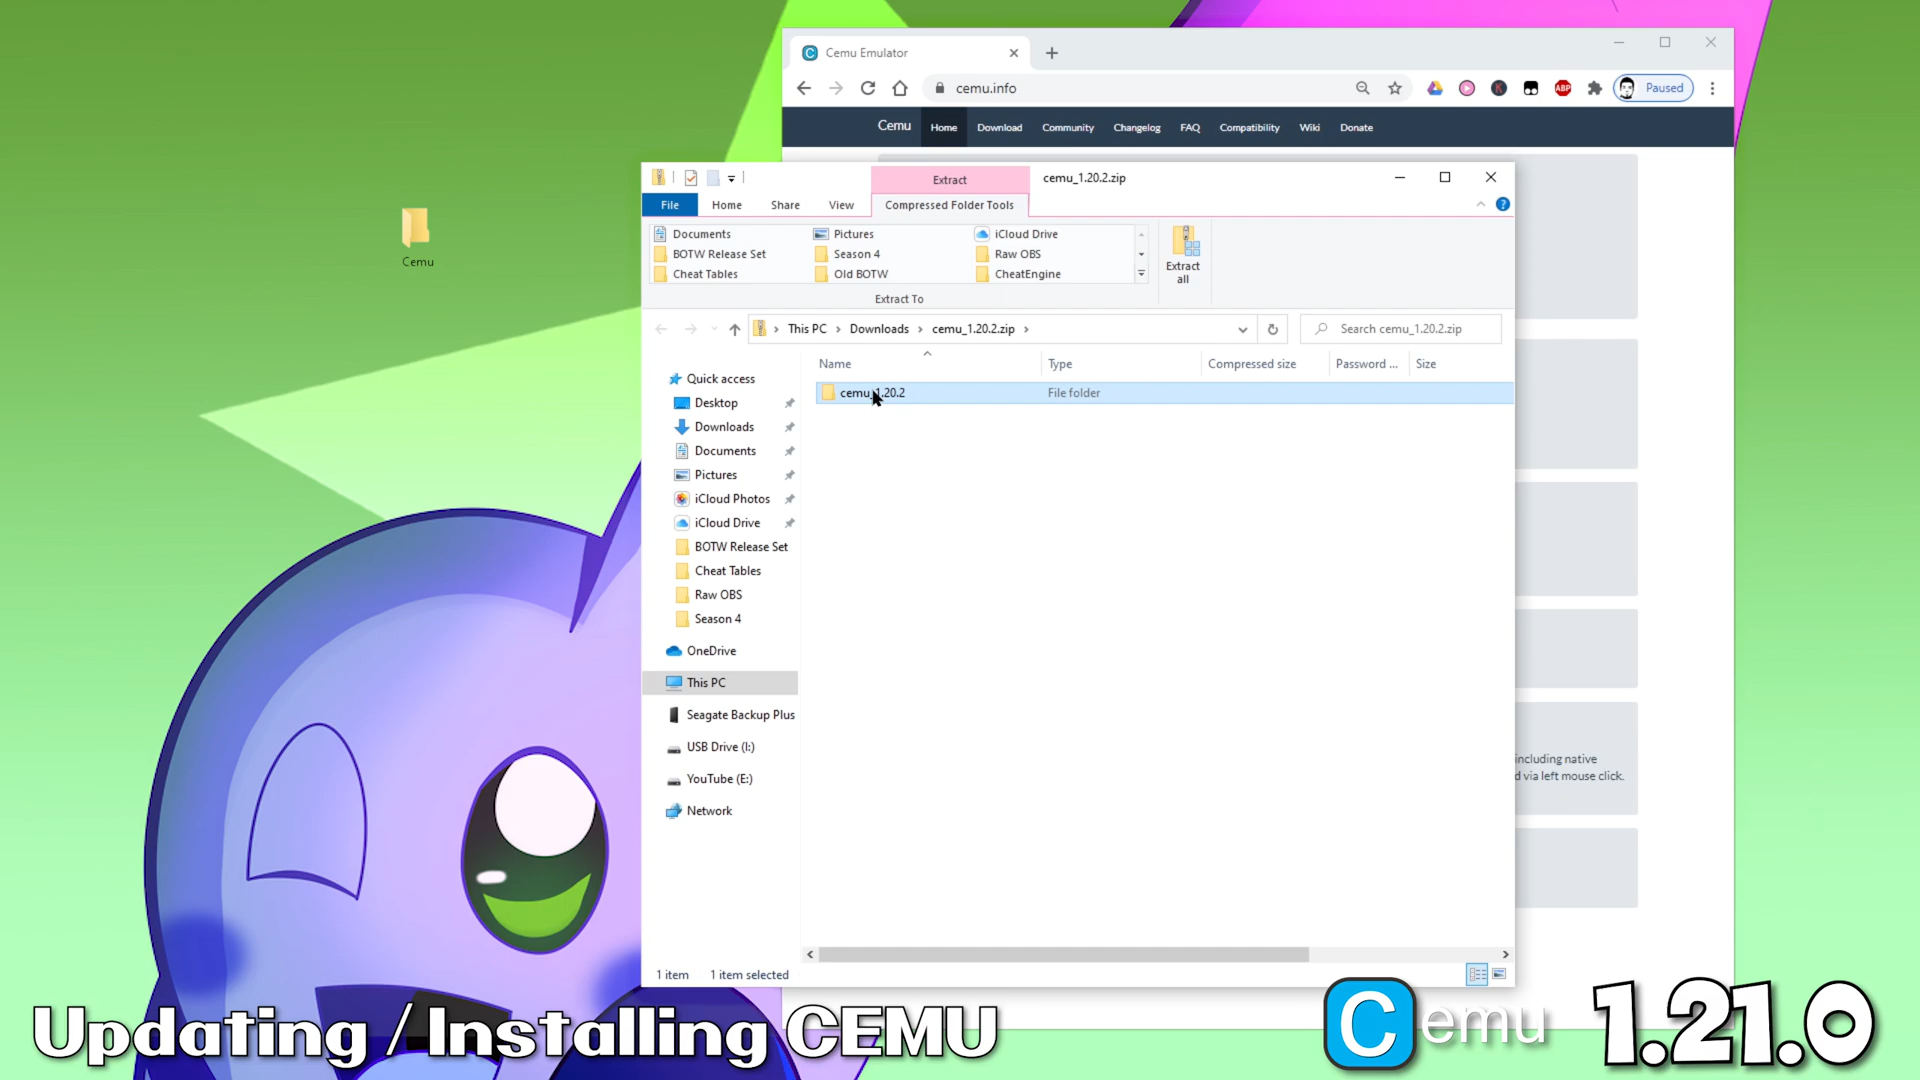 Cemu Emulator
cemu.info
Paused
Cemu Home Download Community Changelog FAQ Compatibility Wiki Donate
Extract
cemu_1.20.2.zip
File Home Share View Compressed Folder Tools
Documents Pictures iCloud Drive
BOTW Release Set Season 4 Raw OBS
Cheat Tables Old BOTW CheatEngine
Extract all
Extract To
This PC > Downloads > cemu_1.20.2.zip >
Search cemu_1.20.2.zip
Name Type Compressed size Password ... Size
cemu_1.20.2 File folder
Quick access
Desktop
Downloads
Documents
Pictures
iCloud Photos
iCloud Drive
BOTW Release Set
Cheat Tables
Raw OBS
Season 4
OneDrive
This PC
Seagate Backup Plus
USB Drive (I:)
YouTube (E:)
Network
1 item 1 item selected
Cemu
including native
d via left mouse click.
Updating / Installing CEMU
Cemu 1.21.0